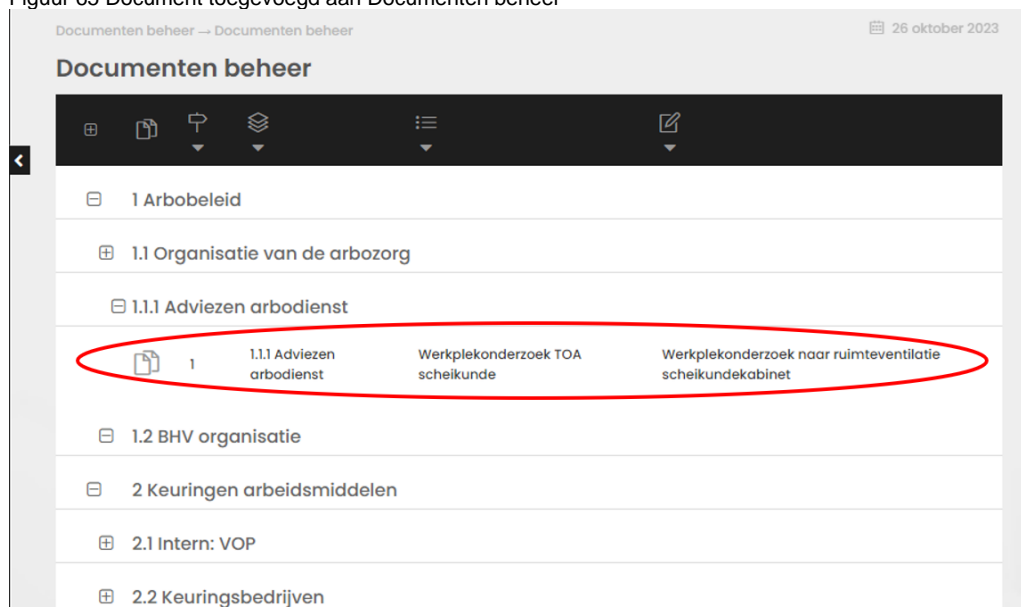 Figuur 65 Document toegevoegd aan Documenten beheer
Documenten beheer → Documenten beheer
26 oktober 2023
Documenten beheer
1 Arbobeleid
1.1 Organisatie van de arbozorg
1.1.1 Adviezen arbodienst
1 1.1.1 Adviezen Werkplekonderzoek TOA Werkplekonderzoek naar ruimteventilatie
arbodienst scheikunde scheikundekabinet
1.2 BHV organisatie
2 Keuringen arbeidsmiddelen
2.1 Intern: VOP
2.2 Keuringsbedrijven